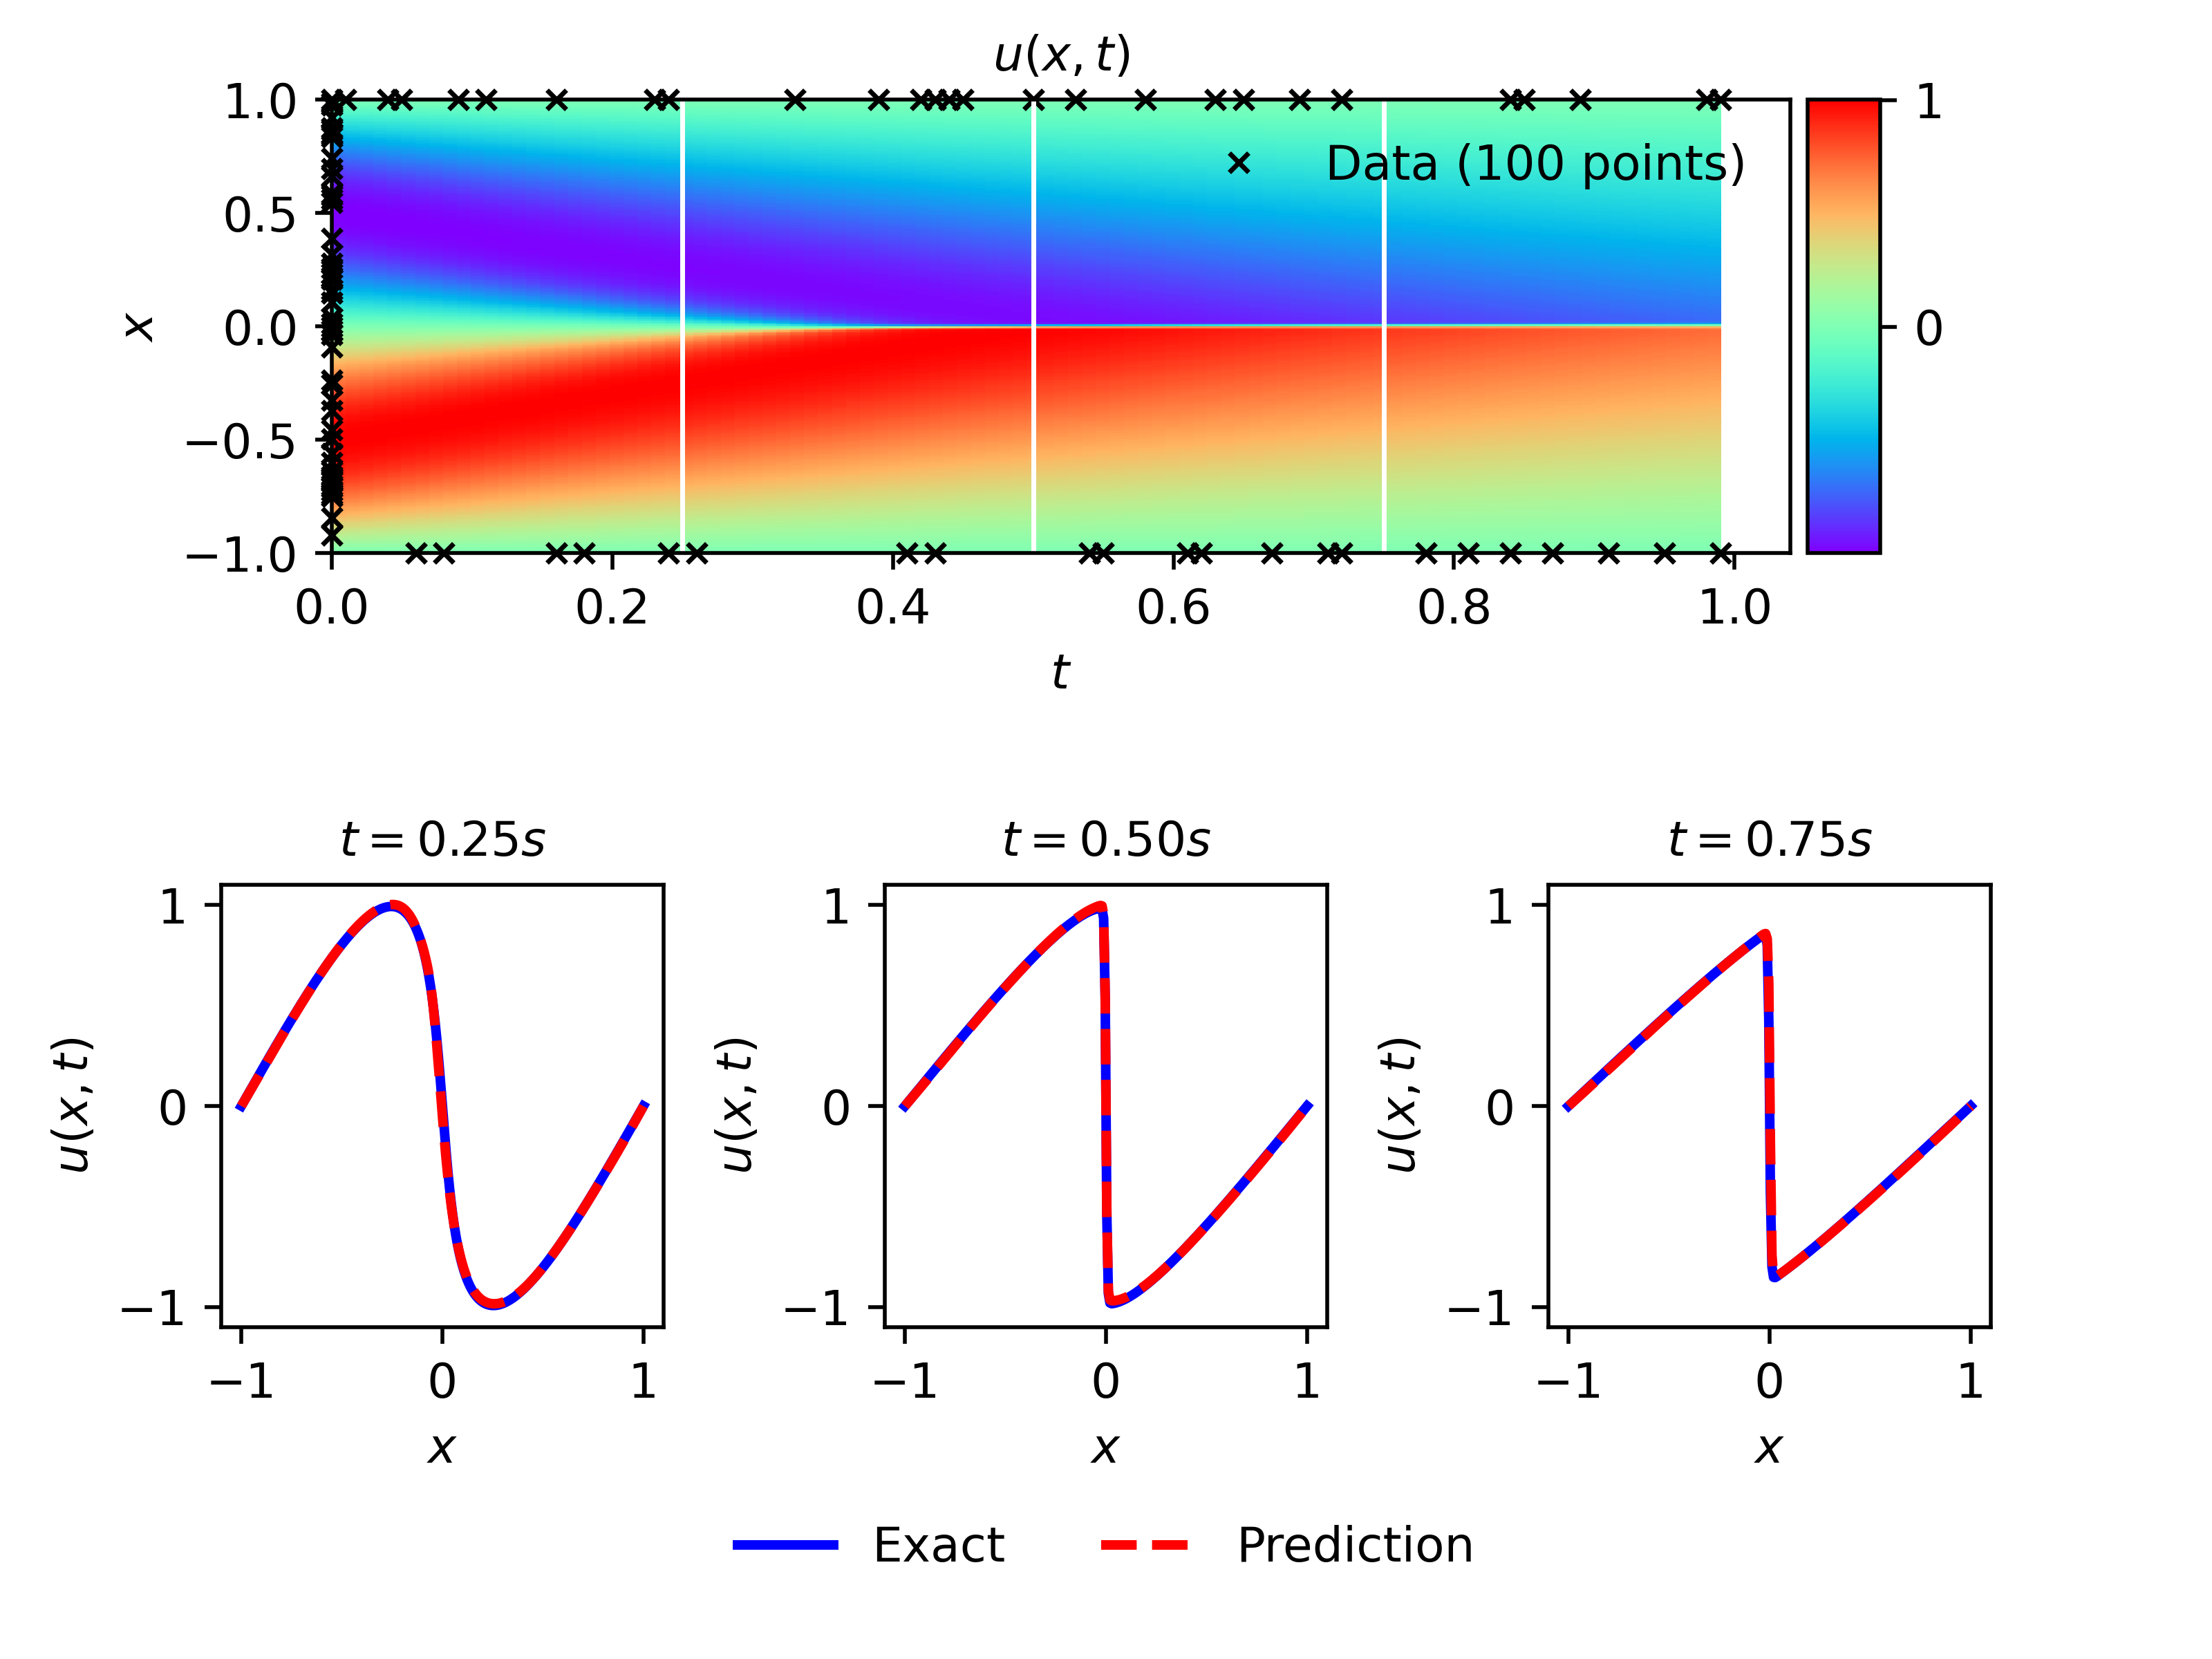 u(x, t)
1.0
0.5
0.0
−0.5
−1.0
x
Data (100 points)
1
0
0.0 0.2 0.4 0.6 0.8 1.0
t
t = 0.25s t = 0.50s t = 0.75s
1 1 1
0 0 0
−1 −1 −1
u(x, t) u(x, t) u(x, t)
−1 0 1 −1 0 1 −1 0 1
x x x
Exact Prediction